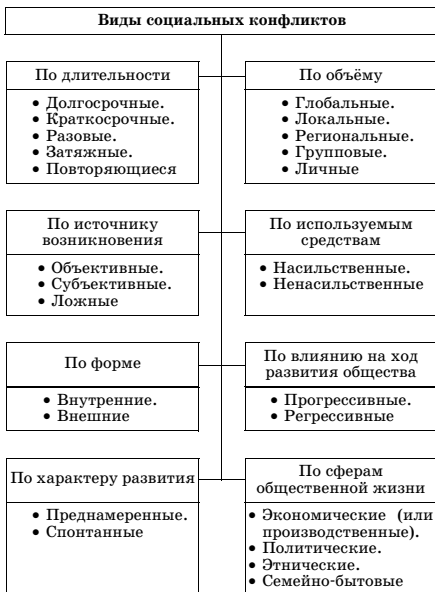 Виды социальных конфликтов
По длительности
• Долгосрочные.
• Краткосрочные.
• Разовые.
• Затяжные.
• Повторяющиеся
По объёму
• Глобальные.
• Локальные.
• Региональные.
• Групповые.
• Личные
По источнику
возникновения
• Объективные.
• Субъективные.
• Ложные
По используемым
средствам
• Насильственные.
• Ненасильственные
По форме
• Внутренние.
• Внешние
По влиянию на ход
развития общества
• Прогрессивные.
• Регрессивные
По характеру развития
• Преднамеренные.
• Спонтанные
По сферам
общественной жизни
• Экономические (или
производственные).
• Политические.
• Этнические.
• Семейно-бытовые